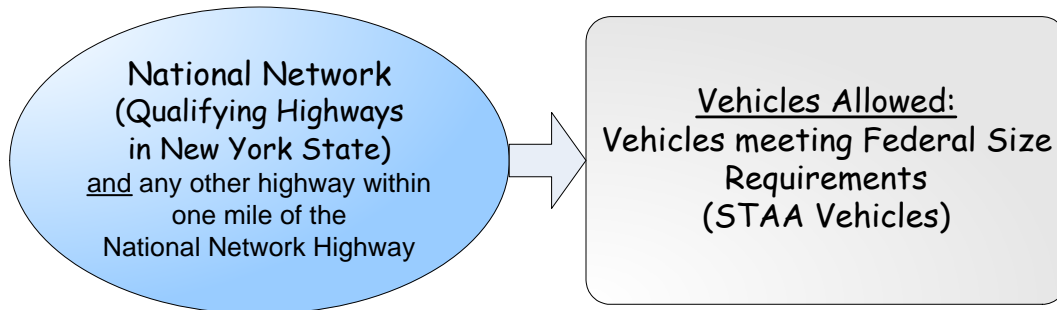 National Network
(Qualifying Highways
in New York State)
and any other highway within
one mile of the
National Network Highway
Vehicles Allowed:
Vehicles meeting Federal Size
Requirements
(STAA Vehicles)